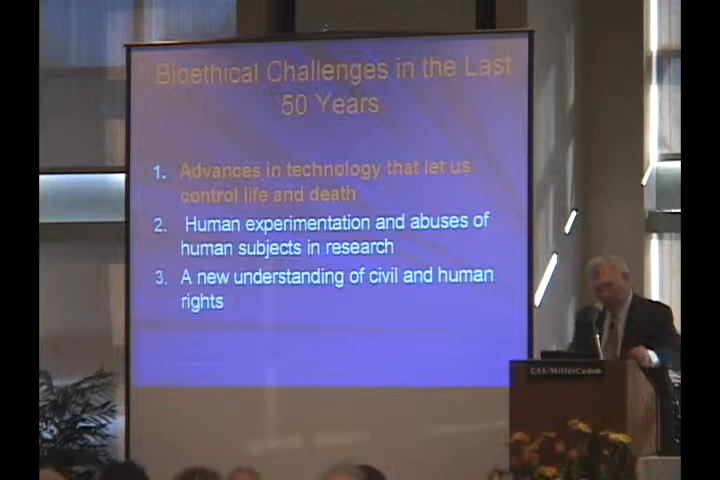 Bioethical Challenges in the Last
50 Years
1. Advances in technology that let us
control life and death
2. Human experimentation and abuses of
human subjects in research
3. A new understanding of civil and human
rights
CAS/MillerComm